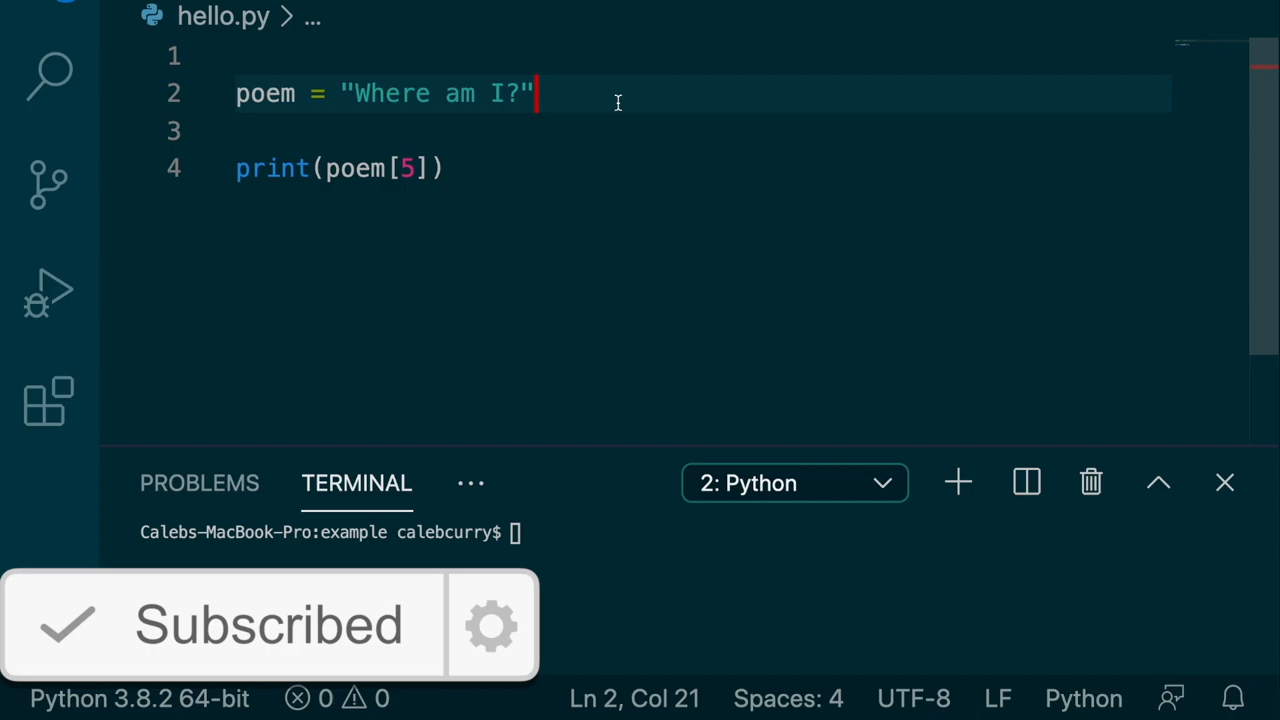 hello.py > ...
1
2 poem = "Where am I?"
3
4 print(poem[5])
PROBLEMS TERMINAL ... 2: Python
Calebs-MacBook-Pro:example calebcurry$
Subscribed
Python 3.8.2 64-bit 0 0 Ln 2, Col 21 Spaces: 4 UTF-8 LF Python